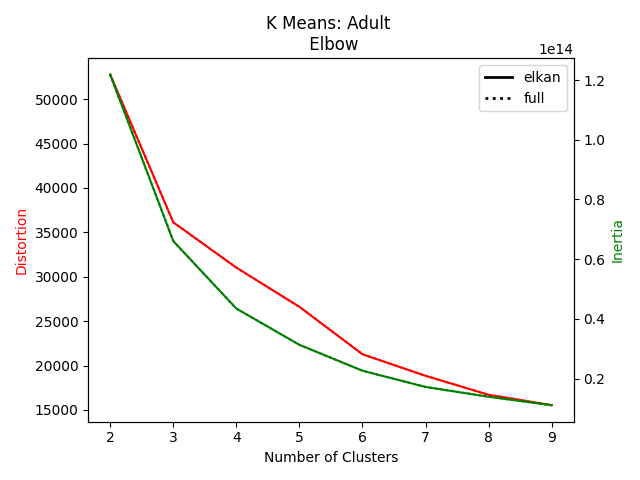 K Means: Adult
Elbow
1e14
elkan
full
50000
45000
40000
35000
30000
25000
20000
15000
Distortion
1.2
1.0
0.8
0.6
0.4
0.2
Inertia
2 3 4 5 6 7 8 9
Number of Clusters